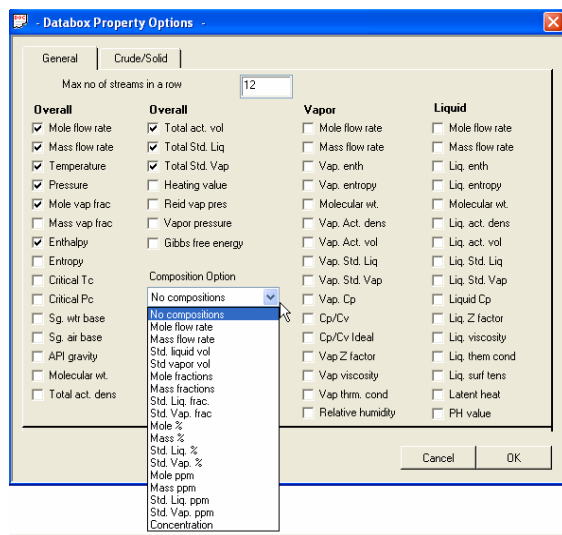 - Databox Property Options -
General
Crude/Solid
Max no of streams in a row
12
Overall
Mole flow rate
Mass flow rate
Temperature
Pressure
Mole vap frac
Mass vap frac
Enthalpy
Entropy
Critical Tc
Critical Pc
Sg. wtr base
Sg. air base
API gravity
Molecular wt.
Total act. dens
Overall
Total act. vol
Total Std. Liq
Total Std. Vap
Heating value
Reid vap pres
Vapor pressure
Gibbs free energy
Composition Option
No compositions
No compositions
Mole flow rate
Mass flow rate
Std. liquid vol
Std vapor vol
Mole fractions
Mass fractions
Std. Liq. frac.
Std. Vap. frac
Mole %
Mass %
Std. Liq. %
Std. Vap. %
Mole ppm
Mass ppm
Std. Liq. ppm
Std. Vap. ppm
Concentration
Vapor
Mole flow rate
Mass flow rate
Vap. enth
Vap. entropy
Molecular wt.
Vap. Act. dens
Vap. Act. vol
Vap. Std. Liq
Vap. Std. Vap
Vap. Cp
Cp/Cv
Cp/Cv Ideal
Vap Z factor
Vap viscosity
Vap thrm. cond
Relative humidity
Liquid
Mole flow rate
Mass flow rate
Liq. enth
Liq. entropy
Molecular wt.
Liq. act. dens
Liq. act. vol
Liq. Std. Liq
Liq. Std. Vap
Liquid Cp
Liq. Z factor
Liq. viscosity
Liq. them cond
Liq. surf tens
Latent heat
PH value
Cancel
OK